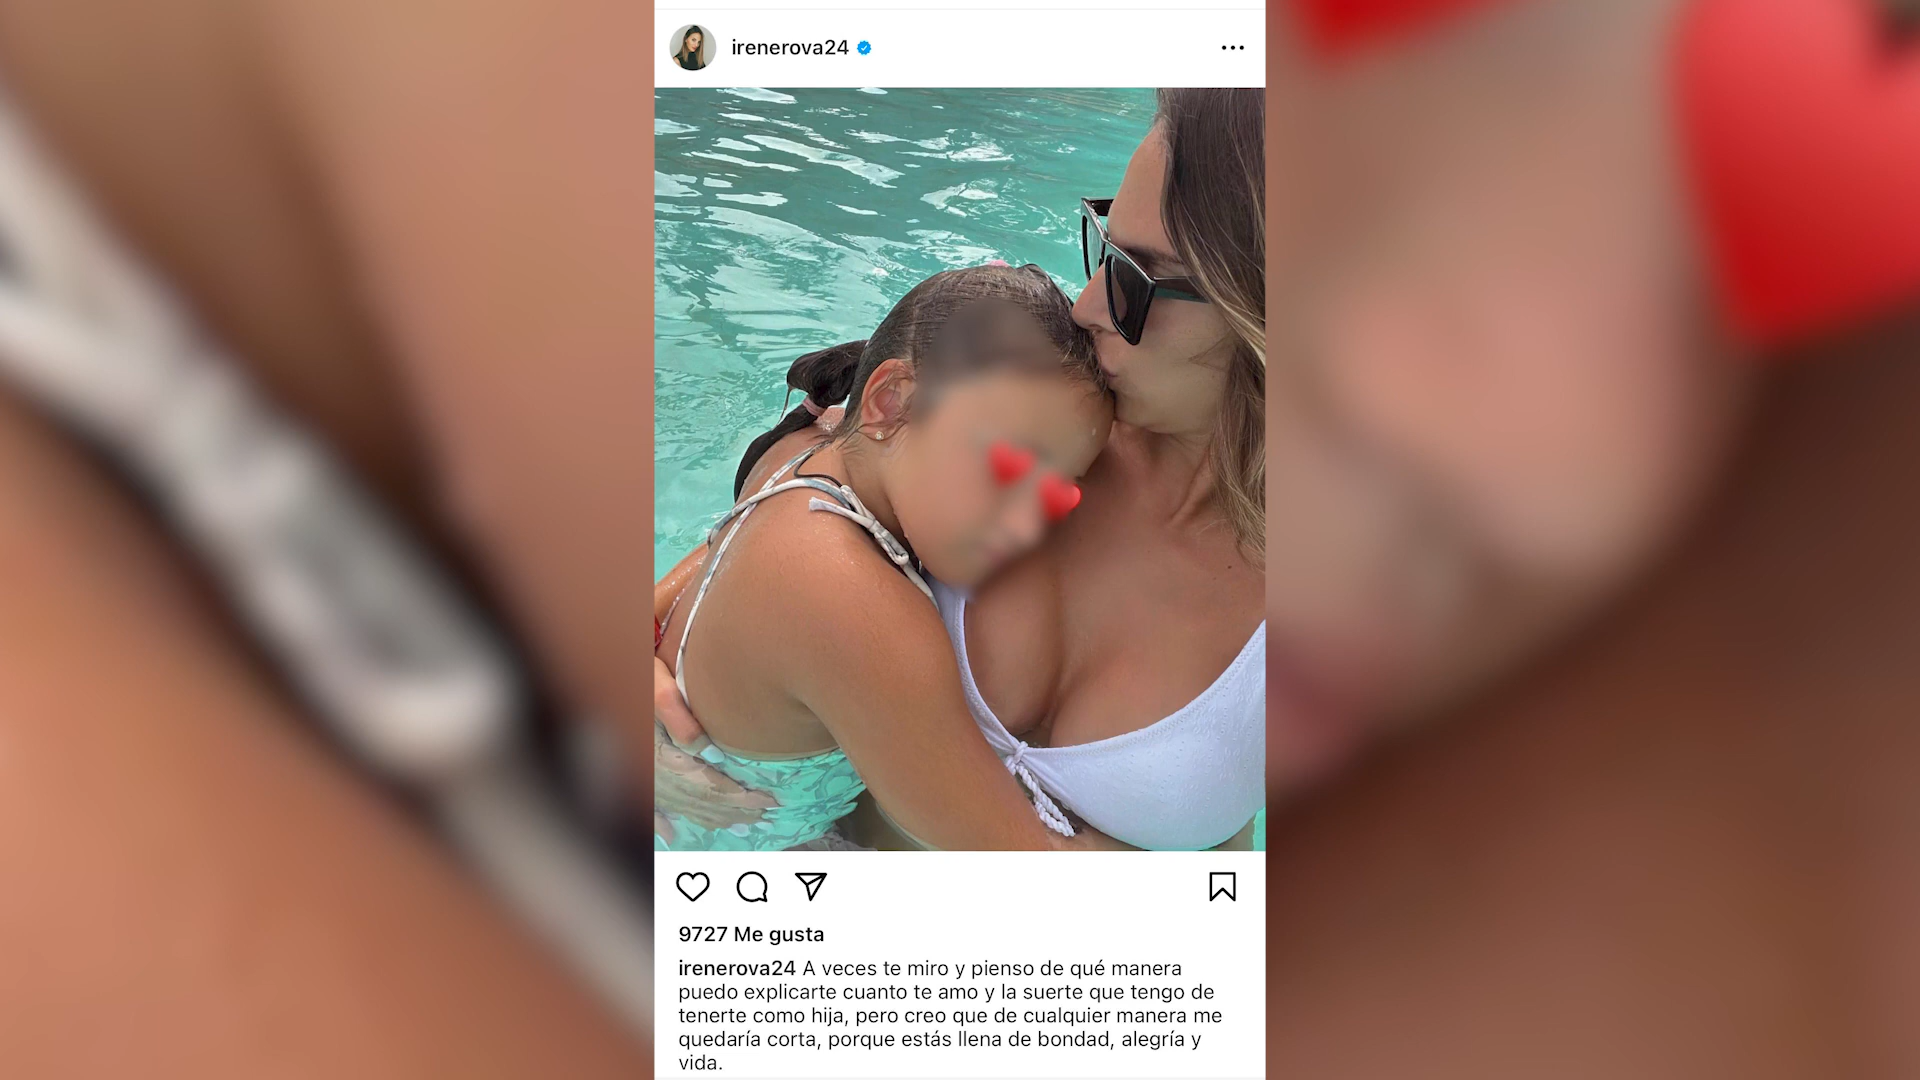 irenerova24
9727 Me gusta
irenerova24 A veces te miro y pienso de qué manera
puedo explicarte cuanto te amo y la suerte que tengo de
tenerte como hija, pero creo que de cualquier manera me
quedaría corta, porque estás llena de bondad, alegría y
vida.